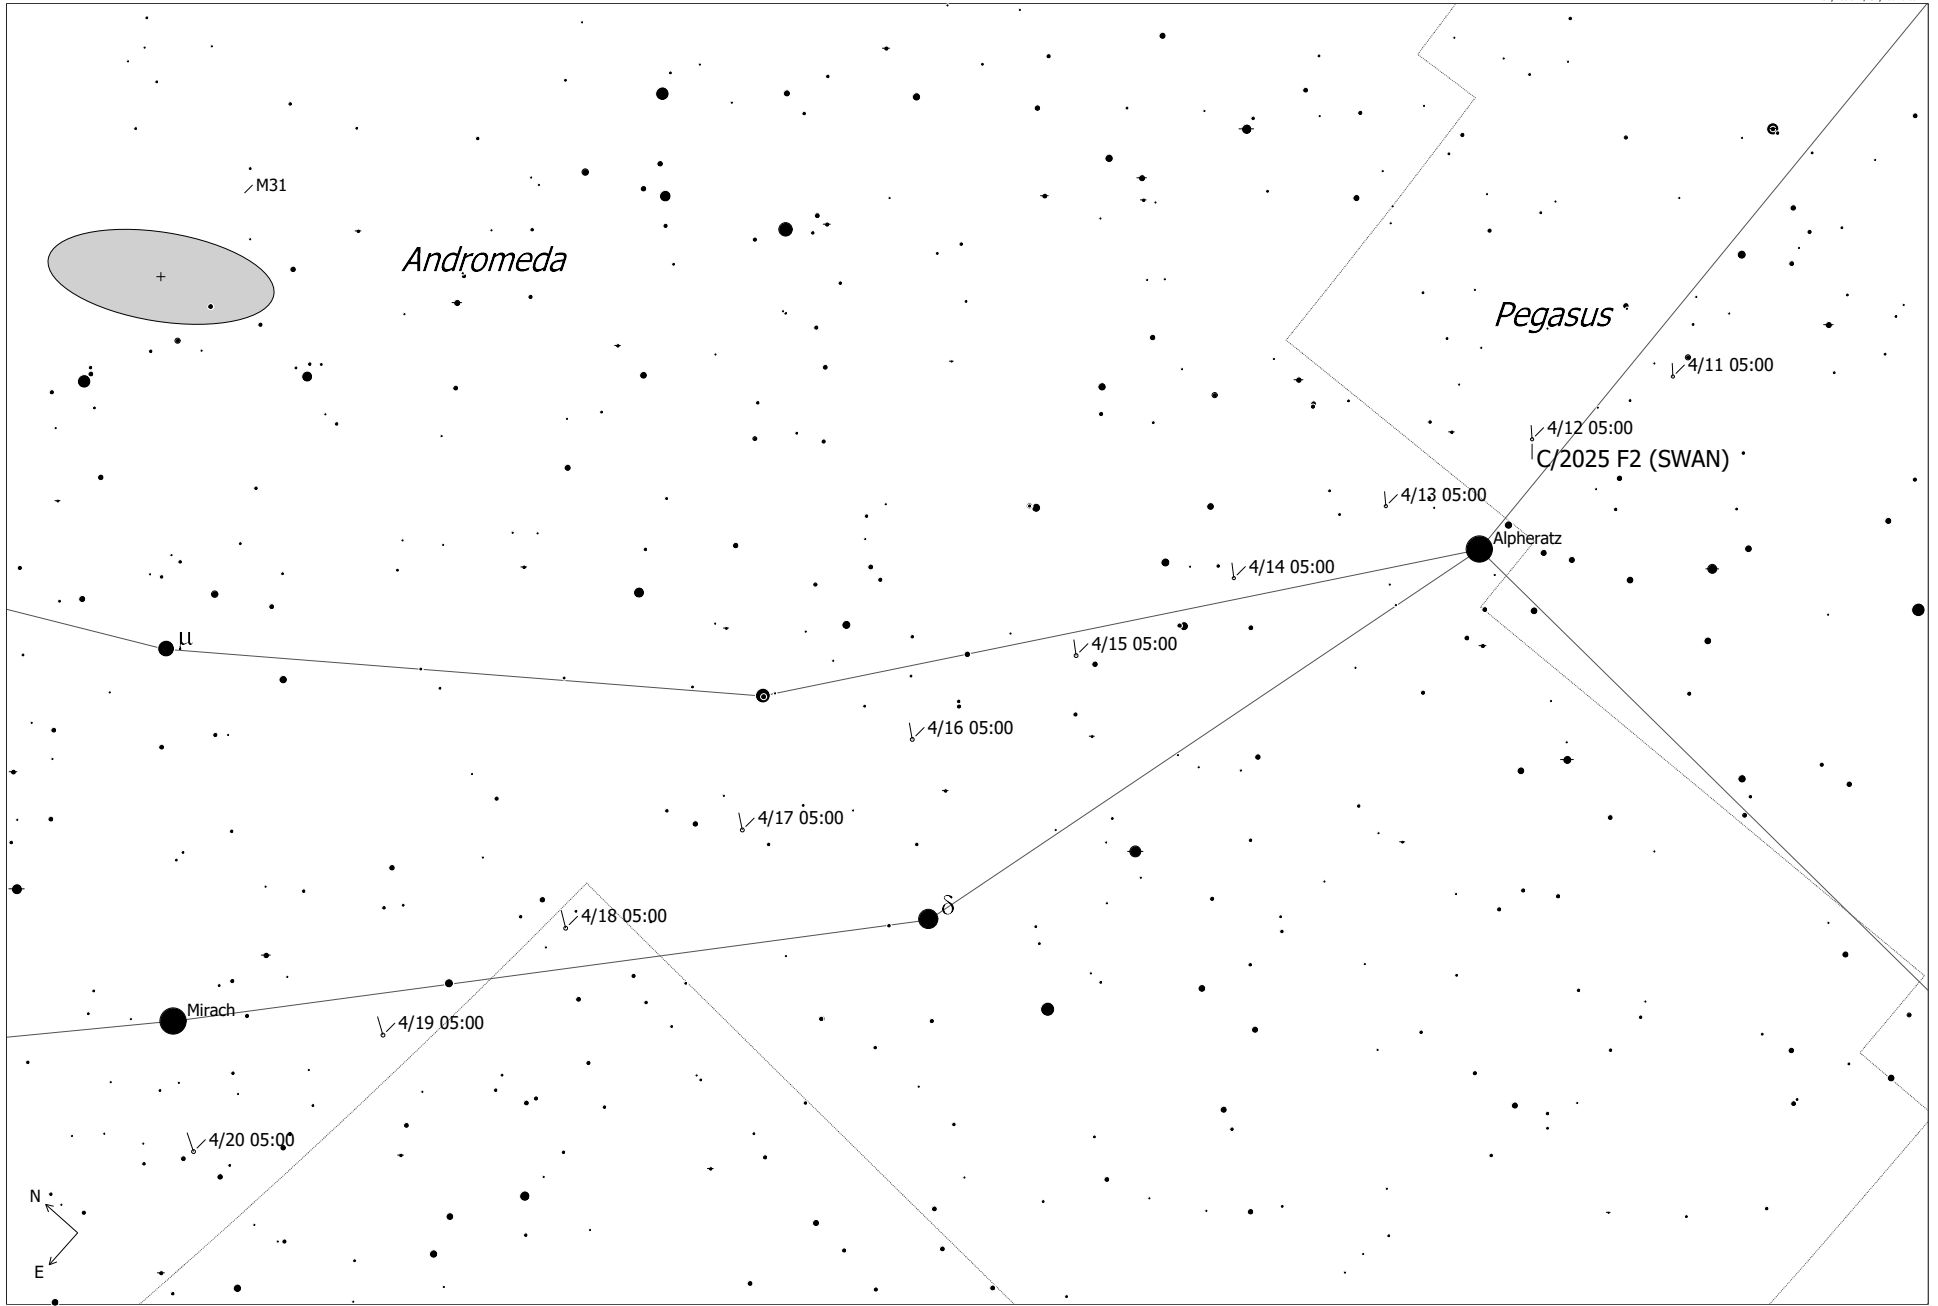 M31
Andromeda
Pegasus
4/11 05:00
4/12 05:00
C/2025 F2 (SWAN)
4/13 05:00
Alpheratz
4/14 05:00
μ
4/15 05:00
4/16 05:00
4/17 05:00
δ
4/18 05:00
Mirach
4/19 05:00
4/20 05:00
N
E